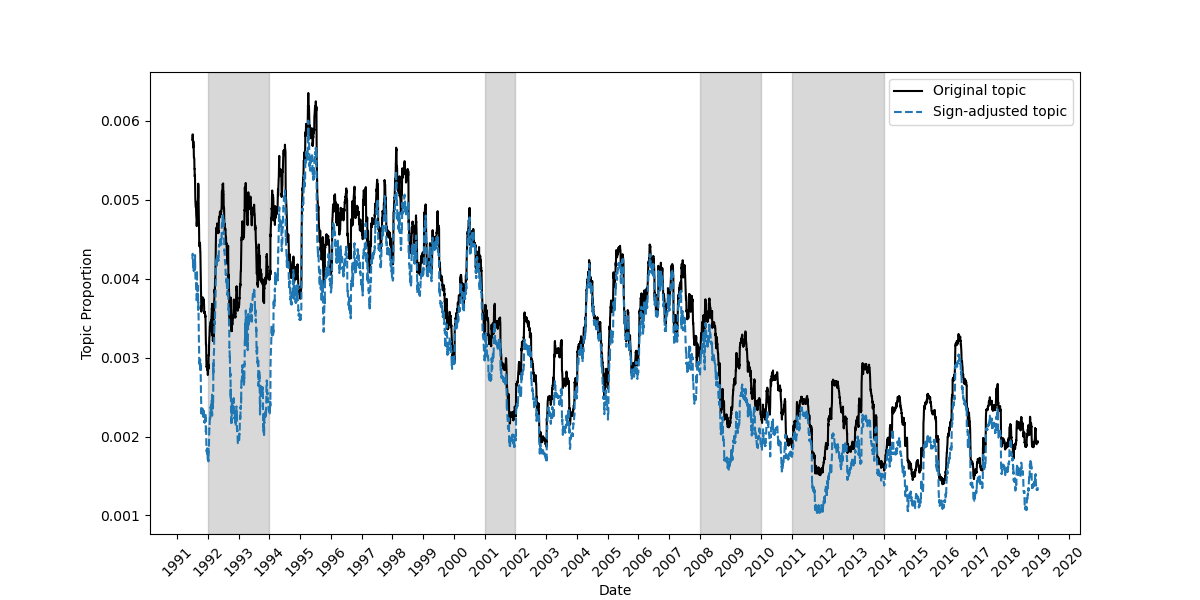 Original topic
Sign-adjusted topic
0.006
0.005
0.004
0.003
0.002
0.001
Topic Proportion
1991 1992 1993 1994 1995 1996 1997 1998 1999 2000 2001 2002 2003 2004 2005 2006 2007 2008 2009 2010 2011 2012 2013 2014 2015 2016 2017 2018 2019 2020
Date